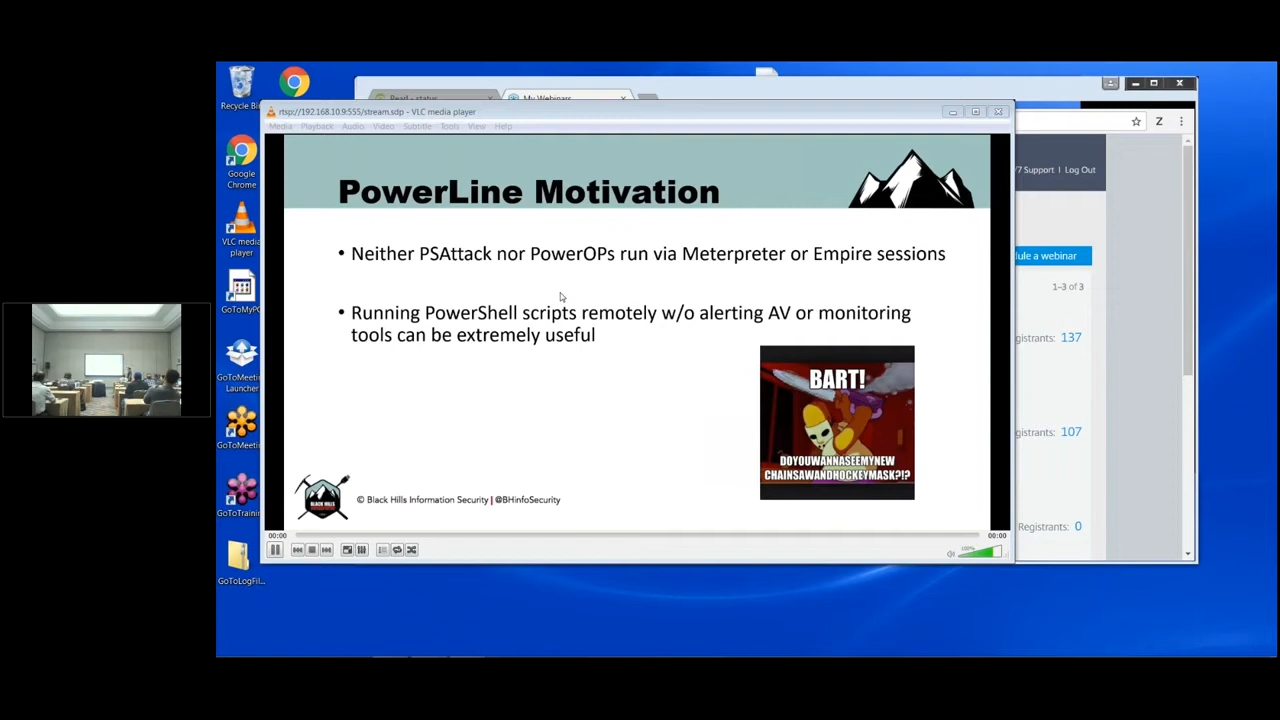 Recycle Bin
Google
Chrome
VLC media
player
GoToMyPC
GoToMeeting
Launcher
GoToMeeti
GoToTraini
GoToLogFil...
My Webinars
rtsp://192.168.10.9:555/stream.sdp - VLC media player
Media Playback Audio Video Subtitle Tools View Help
Z
/7 Support | Log Out
ule a webinar
1–3 of 3
gistrants: 137
gistrants: 107
Registrants: 0
PowerLine Motivation
• Neither PSAttack nor PowerOPs run via Meterpreter or Empire sessions
• Running PowerShell scripts remotely w/o alerting AV or monitoring
tools can be extremely useful
BART!
DOYOUWANNASEEMYNEW
CHAINSAWANDHOCKEYMASK?!?
BLACK HILLS
© Black Hills Information Security | @BHinfoSecurity
00:00
00:00
100%